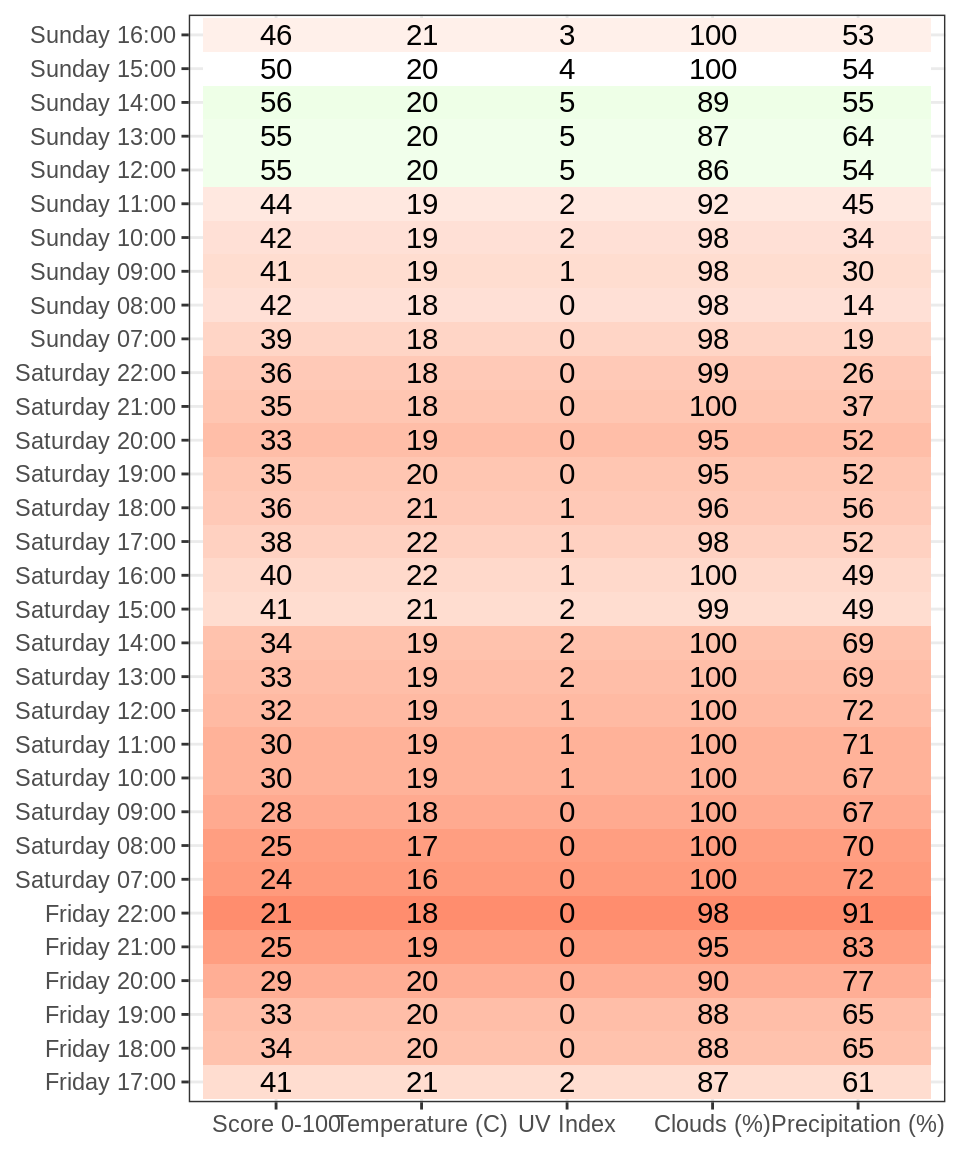 Sunday 16:00 46 21 3 100 53
Sunday 15:00 50 20 4 100 54
Sunday 14:00 56 20 5 89 55
Sunday 13:00 55 20 5 87 64
Sunday 12:00 55 20 5 86 54
Sunday 11:00 44 19 2 92 45
Sunday 10:00 42 19 2 98 34
Sunday 09:00 41 19 1 98 30
Sunday 08:00 42 18 0 98 14
Sunday 07:00 39 18 0 98 19
Saturday 22:00 36 18 0 99 26
Saturday 21:00 35 18 0 100 37
Saturday 20:00 33 19 0 95 52
Saturday 19:00 35 20 0 95 52
Saturday 18:00 36 21 1 96 56
Saturday 17:00 38 22 1 98 52
Saturday 16:00 40 22 1 100 49
Saturday 15:00 41 21 2 99 49
Saturday 14:00 34 19 2 100 69
Saturday 13:00 33 19 2 100 69
Saturday 12:00 32 19 1 100 72
Saturday 11:00 30 19 1 100 71
Saturday 10:00 30 19 1 100 67
Saturday 09:00 28 18 0 100 67
Saturday 08:00 25 17 0 100 70
Saturday 07:00 24 16 0 100 72
Friday 22:00 21 18 0 98 91
Friday 21:00 25 19 0 95 83
Friday 20:00 29 20 0 90 77
Friday 19:00 33 20 0 88 65
Friday 18:00 34 20 0 88 65
Friday 17:00 41 21 2 87 61
Score 0-100 Temperature (C) UV Index Clouds (%) Precipitation (%)